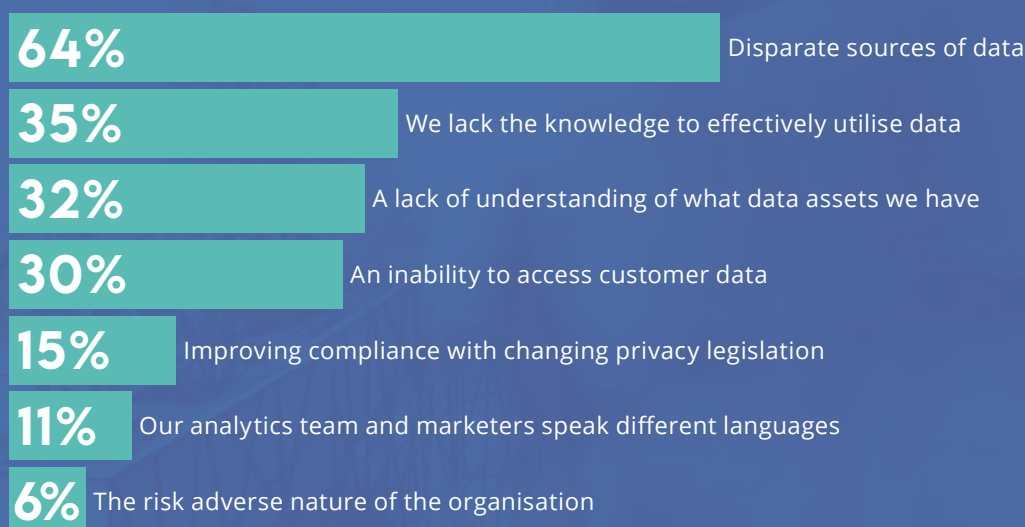 64% Disparate sources of data
35% We lack the knowledge to effectively utilise data
32% A lack of understanding of what data assets we have
30% An inability to access customer data
15% Improving compliance with changing privacy legislation
11% Our analytics team and marketers speak different languages
6% The risk adverse nature of the organisation